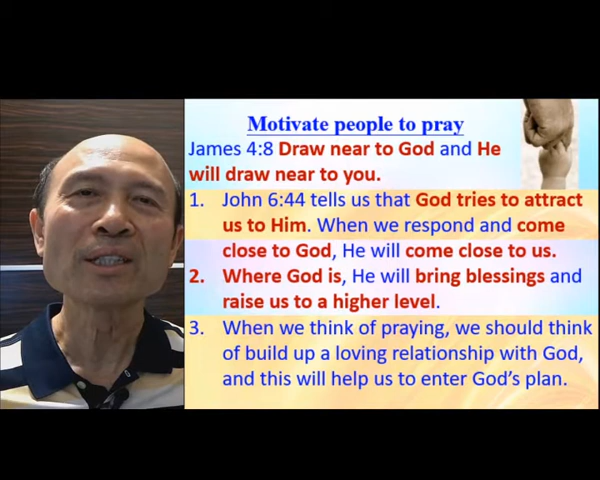 Motivate people to pray
James 4:8 Draw near to God and He
will draw near to you.
1. John 6:44 tells us that God tries to attract
us to Him. When we respond and come
close to God, He will come close to us.
2. Where God is, He will bring blessings and
raise us to a higher level.
3. When we think of praying, we should think
of build up a loving relationship with God,
and this will help us to enter God's plan.